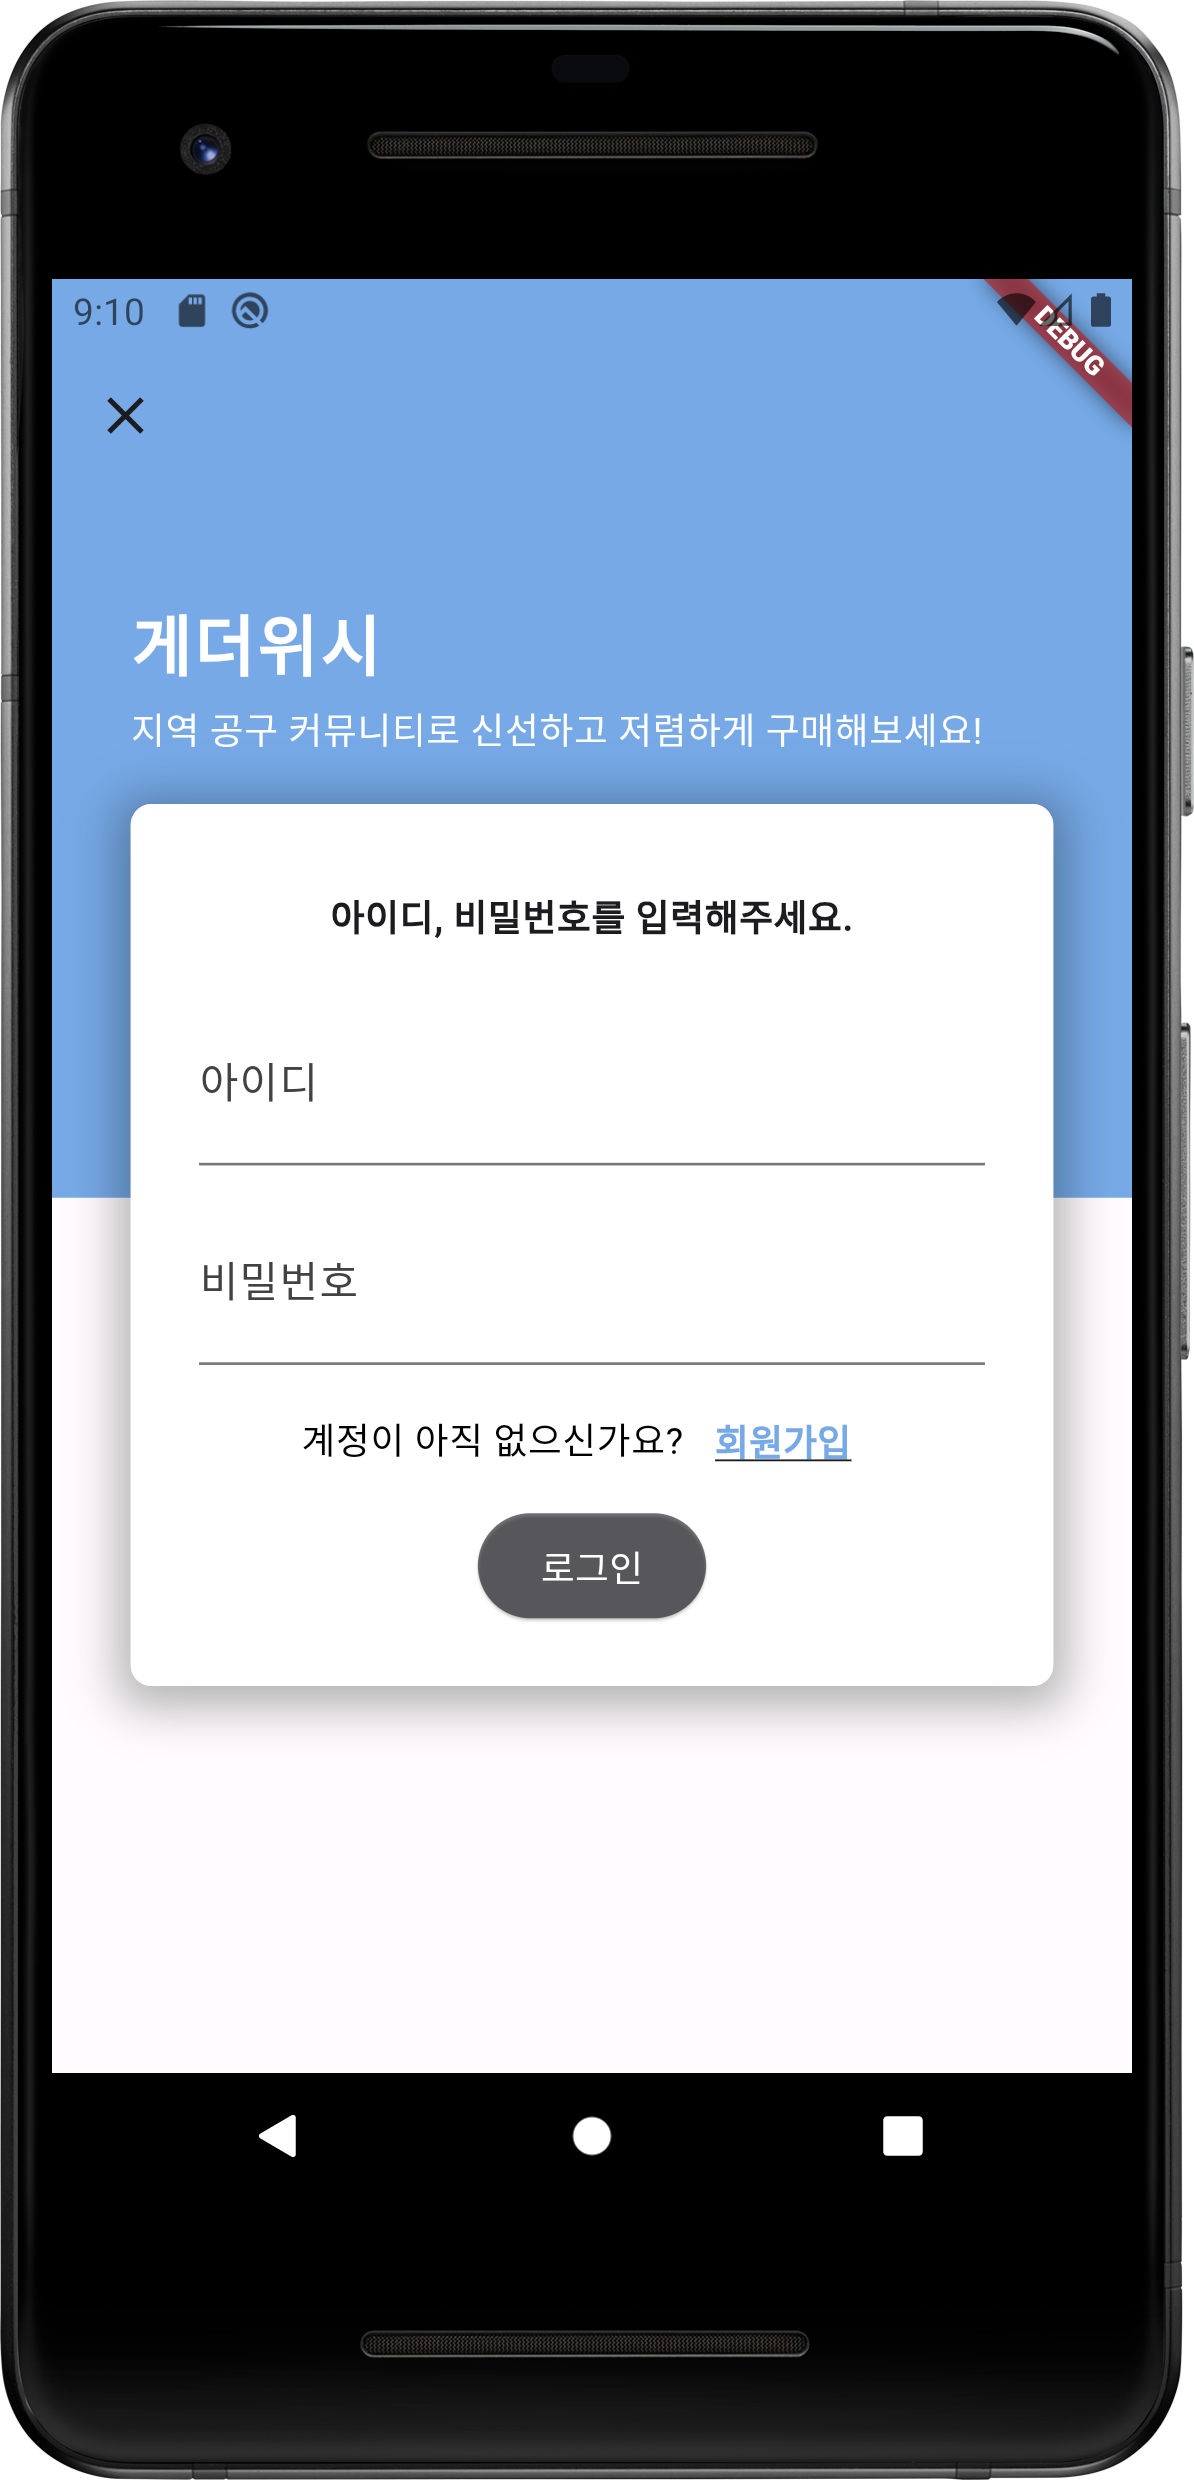 9:10
DEBUG
게더위시
지역 공구 커뮤니티로 신선하고 저렴하게 구매해보세요!
아이디, 비밀번호를 입력해주세요.
아이디
비밀번호
계정이 아직 없으신가요? 회원가입
로그인